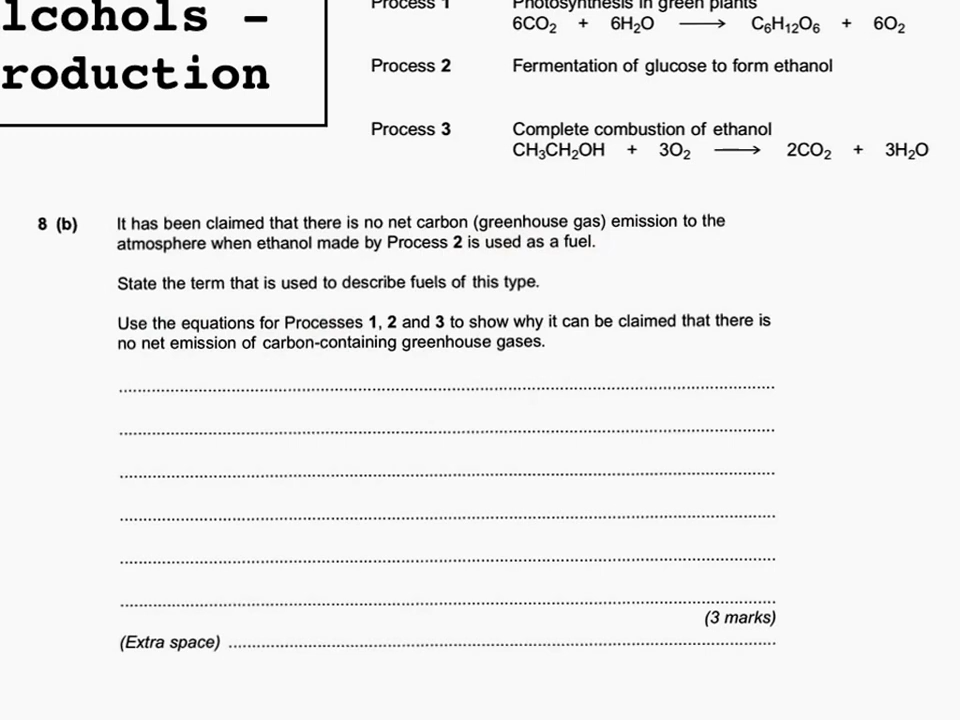 lcohols –
roduction
Process 1 Photosynthesis in green plants
6CO₂ + 6H₂O ⟶ C₆H₁₂O₆ + 6O₂
Process 2 Fermentation of glucose to form ethanol
Process 3 Complete combustion of ethanol
CH₃CH₂OH + 3O₂ ⟶ 2CO₂ + 3H₂O
8 (b) It has been claimed that there is no net carbon (greenhouse gas) emission to the
atmosphere when ethanol made by Process 2 is used as a fuel.
State the term that is used to describe fuels of this type.
Use the equations for Processes 1, 2 and 3 to show why it can be claimed that there is
no net emission of carbon-containing greenhouse gases.
(3 marks)
(Extra space)